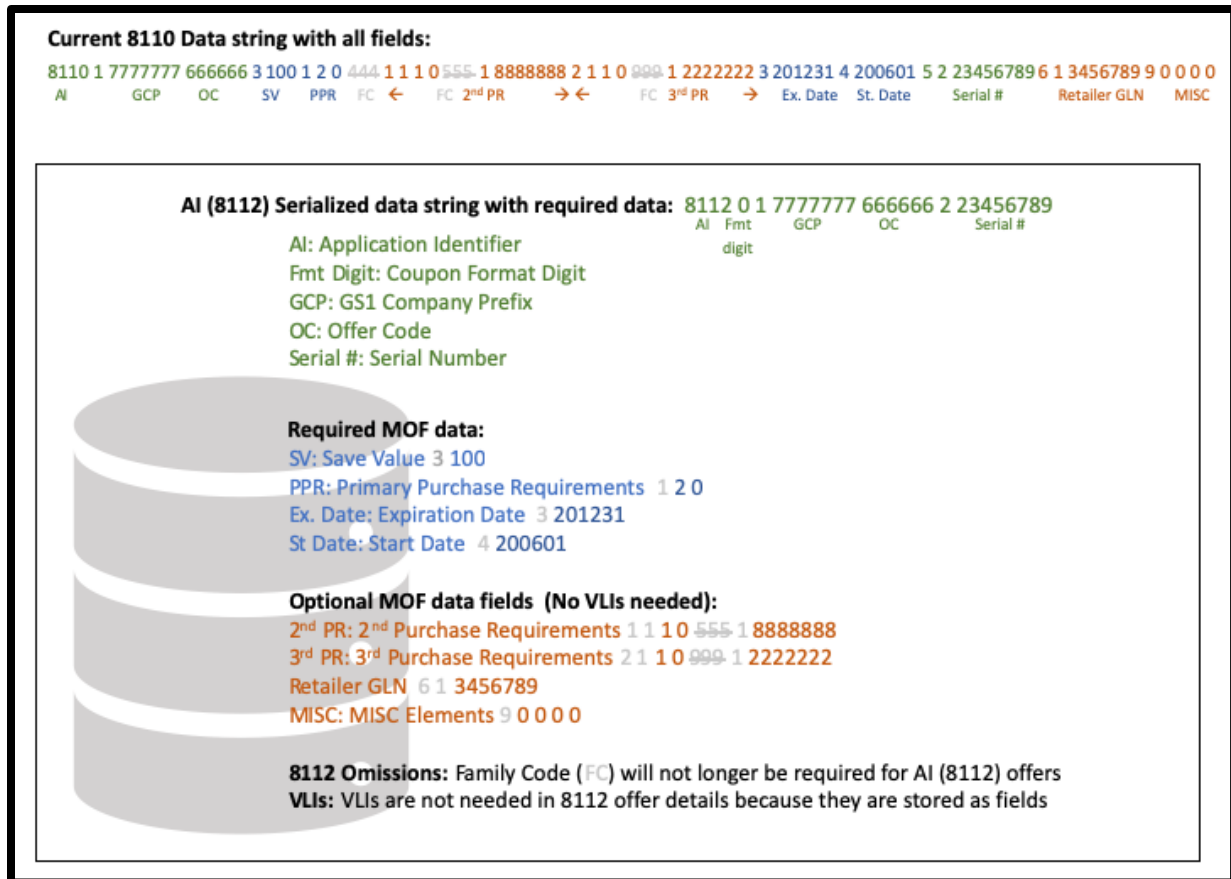 Current 8110 Data string with all fields:
8110 1 7777777 666666 3 100 1 2 0 444 1 1 1 0 555 1 8888888 2 1 1 0 999 1 2222222 3 201231 4 200601 5 2 23456789 6 1 3456789 9 0 0 0 0
AI GCP OC SV PPR FC ← FC 2nd PR → ← FC 3rd PR → Ex. Date St. Date Serial # Retailer GLN MISC
AI (8112) Serialized data string with required data: 8112 0 1 7777777 666666 2 23456789
AI Fmt GCP OC Serial #
digit
AI: Application Identifier
Fmt Digit: Coupon Format Digit
GCP: GS1 Company Prefix
OC: Offer Code
Serial #: Serial Number
Required MOF data:
SV: Save Value 3 100
PPR: Primary Purchase Requirements 1 2 0
Ex. Date: Expiration Date 3 201231
St Date: Start Date 4 200601
Optional MOF data fields (No VLIs needed):
2nd PR: 2nd Purchase Requirements 1 1 1 0 555 1 8888888
3rd PR: 3rd Purchase Requirements 2 1 1 0 999 1 2222222
Retailer GLN 6 1 3456789
MISC: MISC Elements 9 0 0 0 0
8112 Omissions: Family Code (FC) will not longer be required for AI (8112) offers
VLIs: VLIs are not needed in 8112 offer details because they are stored as fields